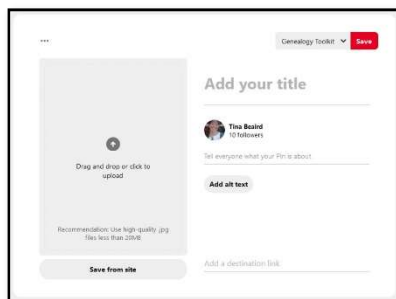 ...
Genealogy Toolkit
Save
Add your title
Tina Beaird
10 followers
Tell everyone what your Pin is about
Drag and drop or click to
upload
Add alt text
Recommendation: Use high-quality .jpg
files less than 20MB
Save from site
Add a destination link